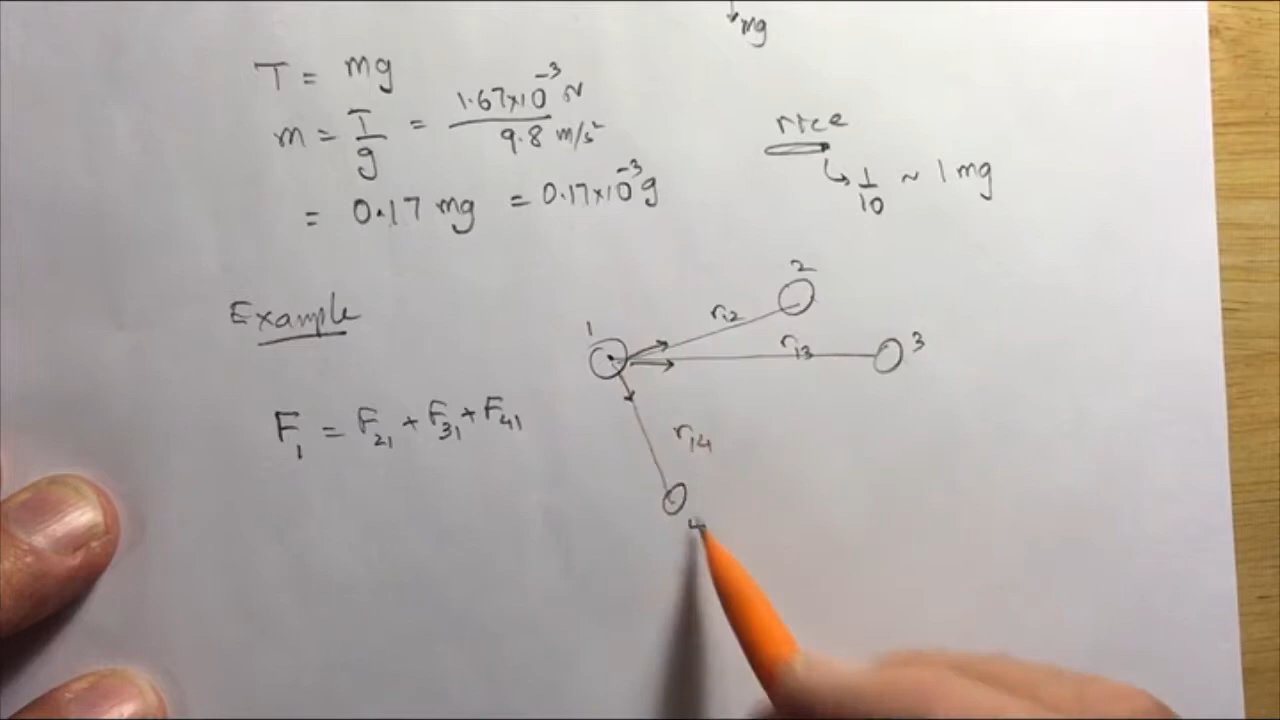 mg
T = mg
m = T/g = 1.67×10⁻³ N / 9.8 m/s²
= 0.17 mg = 0.17×10⁻³ g
rice
1/10 ~ 1 mg
Example
1
2
3
r₁₂
r₁₃
F₁ = F₂₁ + F₃₁ + F₄₁
r₁₄
4